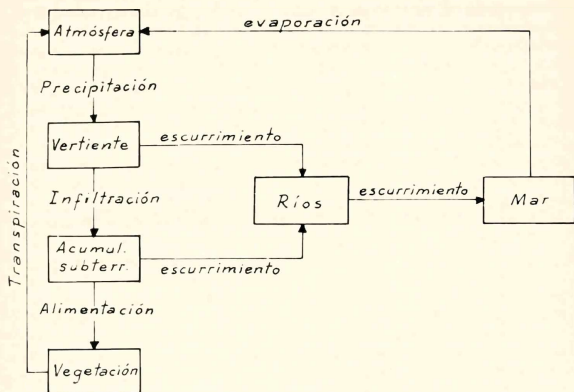 evaporación
Atmósfera
Precipitación
Vertiente
escurrimiento
Transpiración
Infiltración
Ríos
escurrimiento
Mar
Acumul.
subterr.
escurrimiento
Alimentación
Vegetación